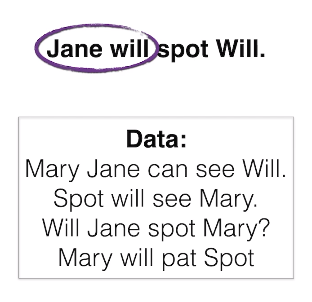 Jane will spot Will.
Data:
Mary Jane can see Will.
Spot will see Mary.
Will Jane spot Mary?
Mary will pat Spot